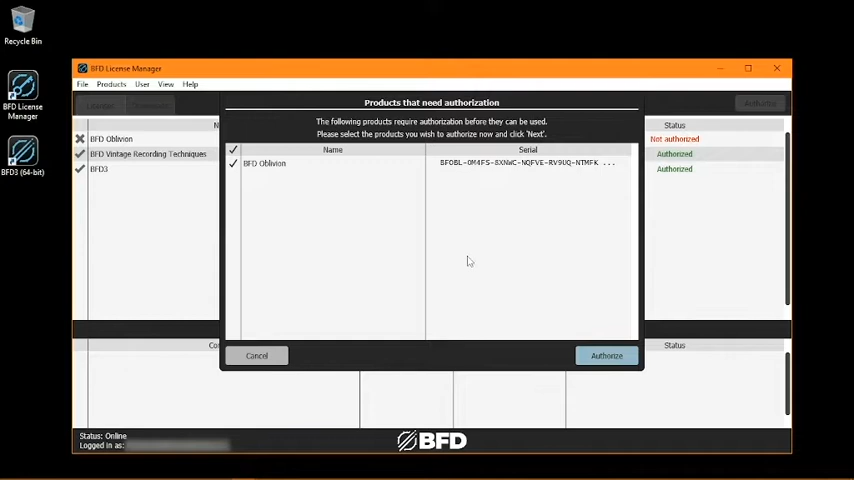 Recycle Bin
BFD License
Manager
BFD3 (64-bit)
BFD License Manager
File Products User View Help
Products that need authorization
The following products require authorization before they can be used.
Please select the products you wish to authorize now and click 'Next'.
Name Serial
BFD Oblivion BFOBL-0M4FS-8XNWC-NQFVE-RV9UQ-NTMFK ...
Cancel Authorize
Authorize
Status
BFD Oblivion Not authorized
BFD Vintage Recording Techniques Authorized
BFD3 Authorized
Status
Status: Online
Logged in as:
BFD